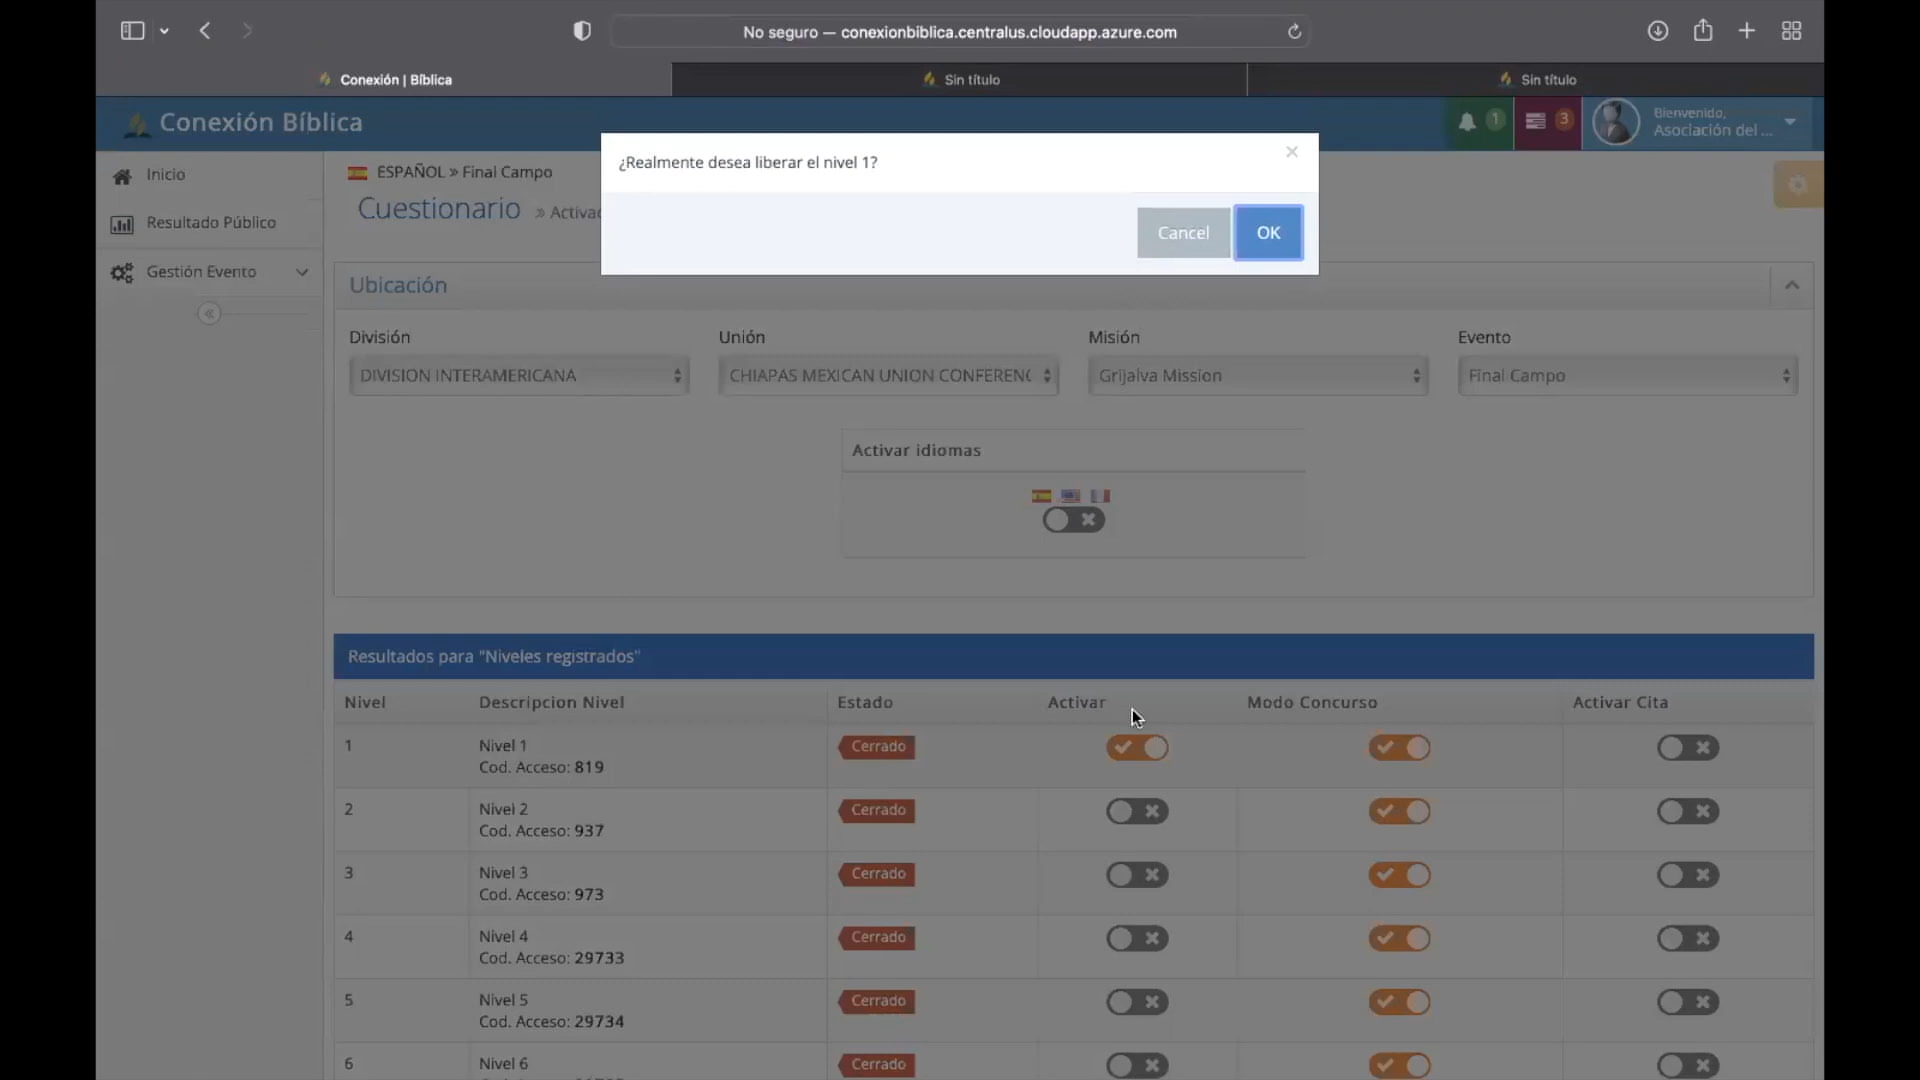 No seguro — conexionbiblica.centralus.cloudapp.azure.com
Conexión | Bíblica
Sin título
Sin título
Conexión Bíblica
1
3
Bienvenido,
Asociación del ...
¿Realmente desea liberar el nivel 1?
×
Cancel
OK
Inicio
Resultado Público
Gestión Evento
ESPAÑOL » Final Campo
Cuestionario
Ubicación
División
Unión
Misión
Evento
DIVISION INTERAMERICANA
CHIAPAS MEXICAN UNION
Grijalva Mission
Final Campo
Activar idiomas
Resultados para "Niveles registrados"
Nivel
Descripcion Nivel
Estado
Activar
Modo Concurso
Activar Cita
1
Nivel 1
Cod. Acceso: 819
Cerrado
2
Nivel 2
Cod. Acceso: 937
Cerrado
3
Nivel 3
Cod. Acceso: 973
Cerrado
4
Nivel 4
Cod. Acceso: 29733
Cerrado
5
Nivel 5
Cod. Acceso: 29734
Cerrado
6
Nivel 6
Cerrado